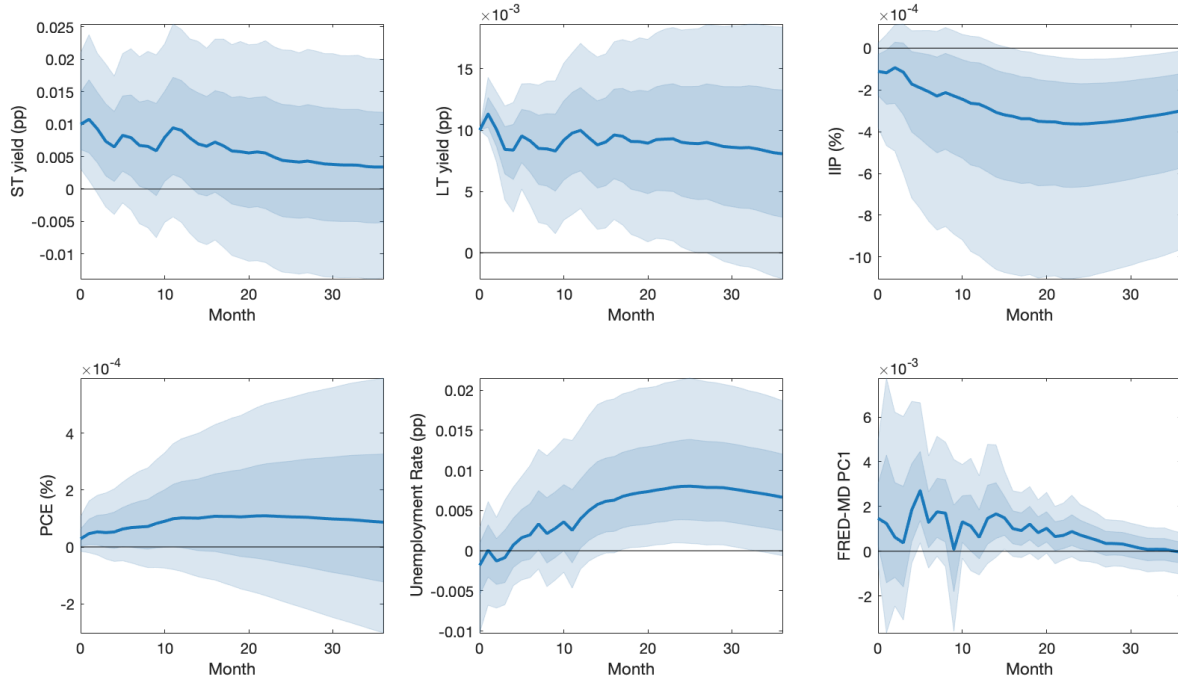 0.025
0.02
0.015
0.01
0.005
0
-0.005
-0.01
ST yield (pp)
0 10 20 30
Month
×10⁻³
15
10
5
0
LT yield (pp)
0 10 20 30
Month
×10⁻⁴
0
-2
-4
-6
-8
-10
IIP (%)
0 10 20 30
Month
×10⁻⁴
4
2
0
-2
PCE (%)
0 10 20 30
Month
0.02
0.015
0.01
0.005
0
-0.005
-0.01
Unemployment Rate (pp)
0 10 20 30
Month
×10⁻³
6
4
2
0
-2
FRED-MD PC1
0 10 20 30
Month